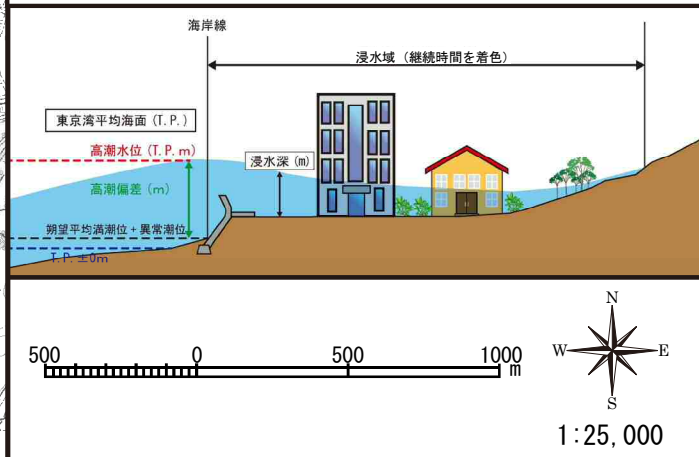 海岸線
浸水域（継続時間を着色）
東京湾平均海面（T.P.）
高潮水位（T.P. m）
浸水深（m）
高潮偏差（m）
朔望平均満潮位＋異常潮位
T.P.±0m
500 0 500 1000 m
N
W E
S
1:25,000